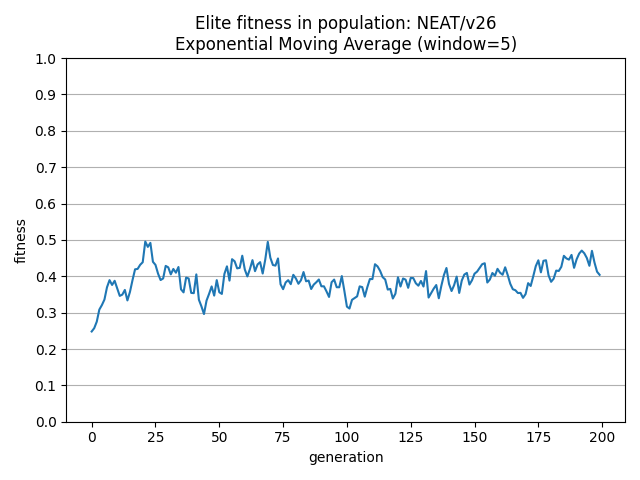 Elite fitness in population: NEAT/v26
Exponential Moving Average (window=5)
1.0
0.9
0.8
0.7
0.6
0.5
0.4
0.3
0.2
0.1
0.0
fitness
0 25 50 75 100 125 150 175 200
generation